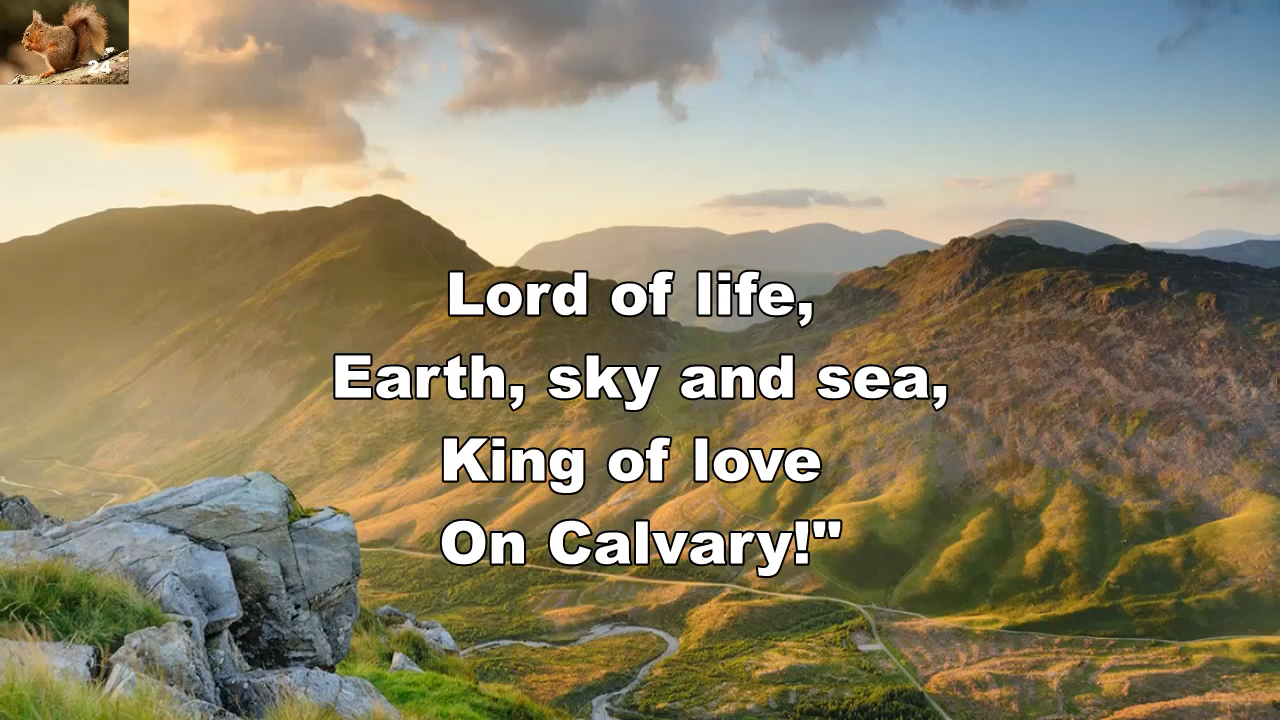 24
Lord of life,
Earth, sky and sea,
King of love
On Calvary!"